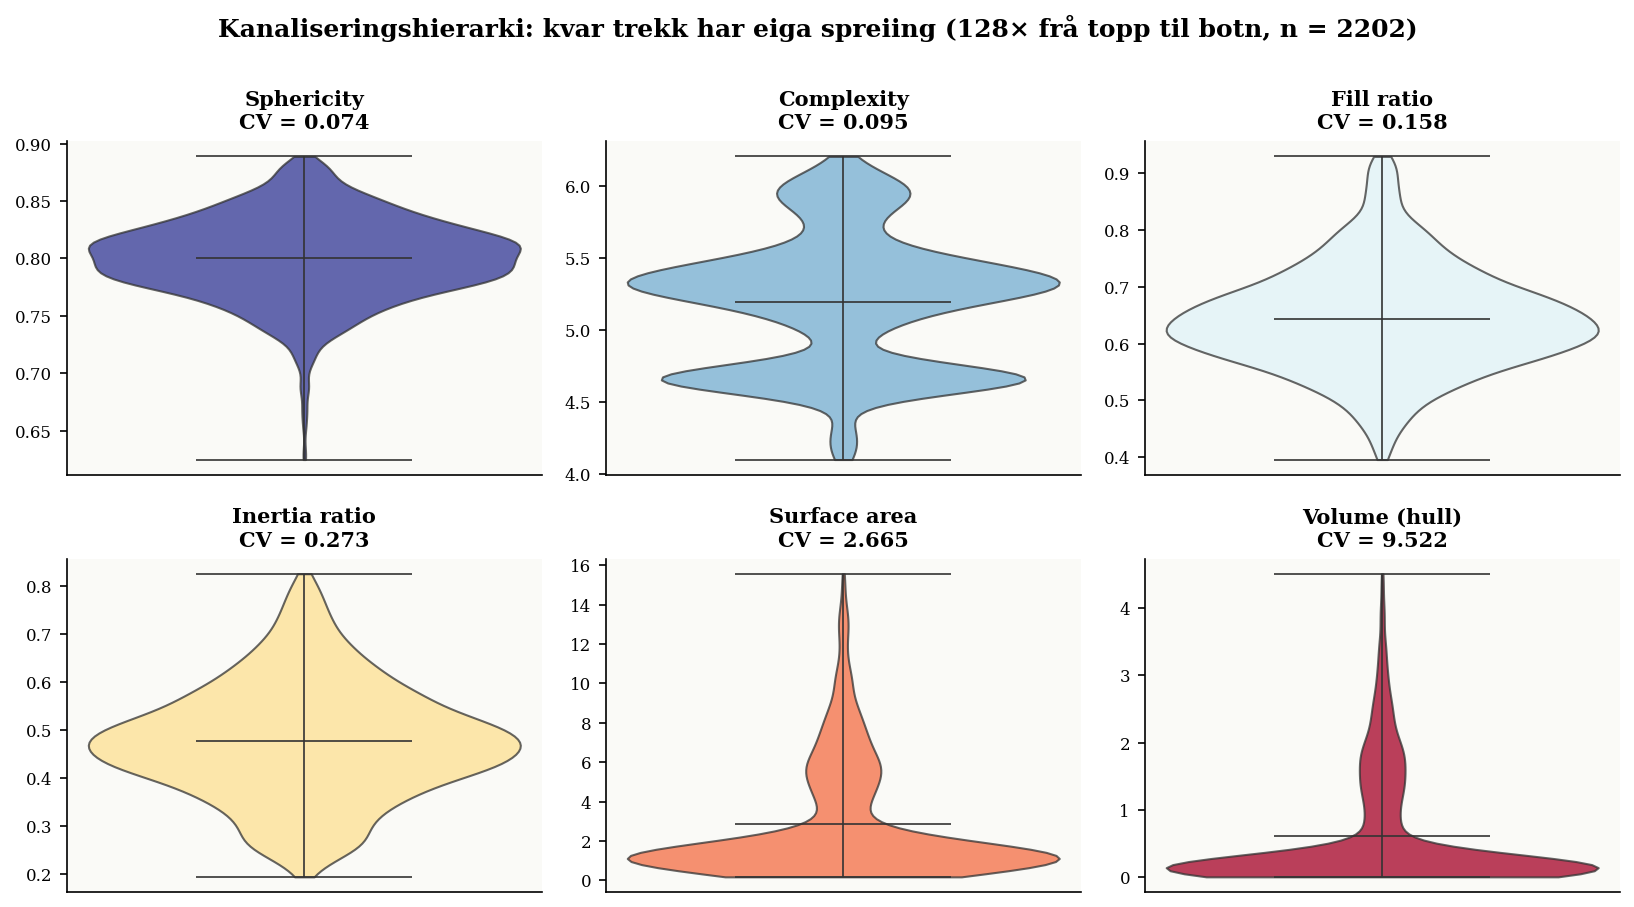 Kanaliseringshierarki: kvar trekk har eiga spreiing (128× frå topp til botn, n = 2202)
Sphericity
CV = 0.074
0.90
0.85
0.80
0.75
0.70
0.65
Complexity
CV = 0.095
6.0
5.5
5.0
4.5
4.0
Fill ratio
CV = 0.158
0.9
0.8
0.7
0.6
0.5
0.4
Inertia ratio
CV = 0.273
0.8
0.7
0.6
0.5
0.4
0.3
0.2
Surface area
CV = 2.665
16
14
12
10
8
6
4
2
0
Volume (hull)
CV = 9.522
4
3
2
1
0